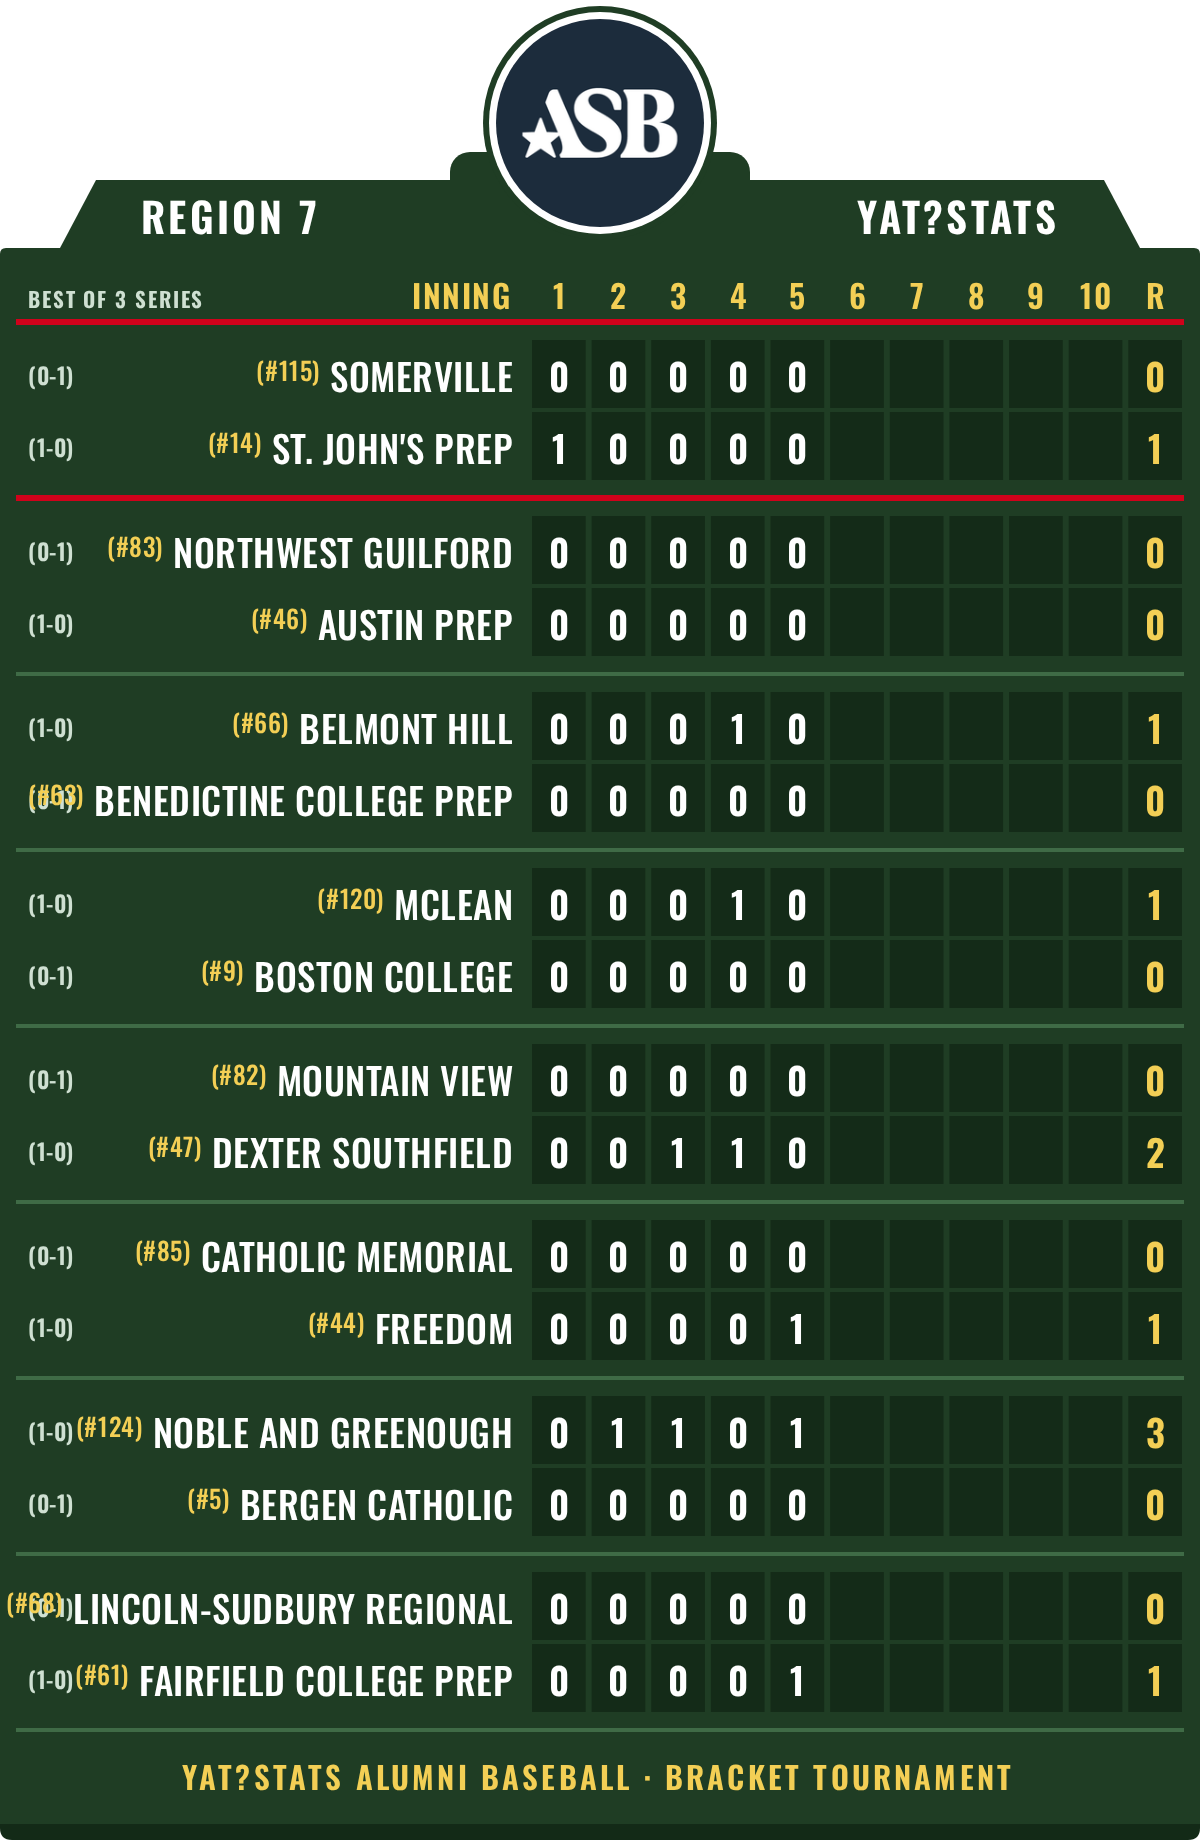 ASB
REGION 7 YAT?STATS
BEST OF 3 SERIES INNING 1 2 3 4 5 6 7 8 9 10 R
(0-1) (#115) SOMERVILLE 0 0 0 0 0 0
(1-0) (#14) ST. JOHN'S PREP 1 0 0 0 0 1
(0-1) (#83) NORTHWEST GUILFORD 0 0 0 0 0 0
(1-0) (#46) AUSTIN PREP 0 0 0 0 0 0
(1-0) (#66) BELMONT HILL 0 0 0 1 0 1
(0-1) (#63) BENEDICTINE COLLEGE PREP 0 0 0 0 0 0
(1-0) (#120) MCLEAN 0 0 0 1 0 1
(0-1) (#9) BOSTON COLLEGE 0 0 0 0 0 0
(0-1) (#82) MOUNTAIN VIEW 0 0 0 0 0 0
(1-0) (#47) DEXTER SOUTHFIELD 0 0 1 1 0 2
(0-1) (#85) CATHOLIC MEMORIAL 0 0 0 0 0 0
(1-0) (#44) FREEDOM 0 0 0 0 1 1
(1-0) (#124) NOBLE AND GREENOUGH 0 1 1 0 1 3
(0-1) (#5) BERGEN CATHOLIC 0 0 0 0 0 0
(0-1) (#68) LINCOLN-SUDBURY REGIONAL 0 0 0 0 0 0
(1-0) (#61) FAIRFIELD COLLEGE PREP 0 0 0 0 1 1
YAT?STATS ALUMNI BASEBALL · BRACKET TOURNAMENT